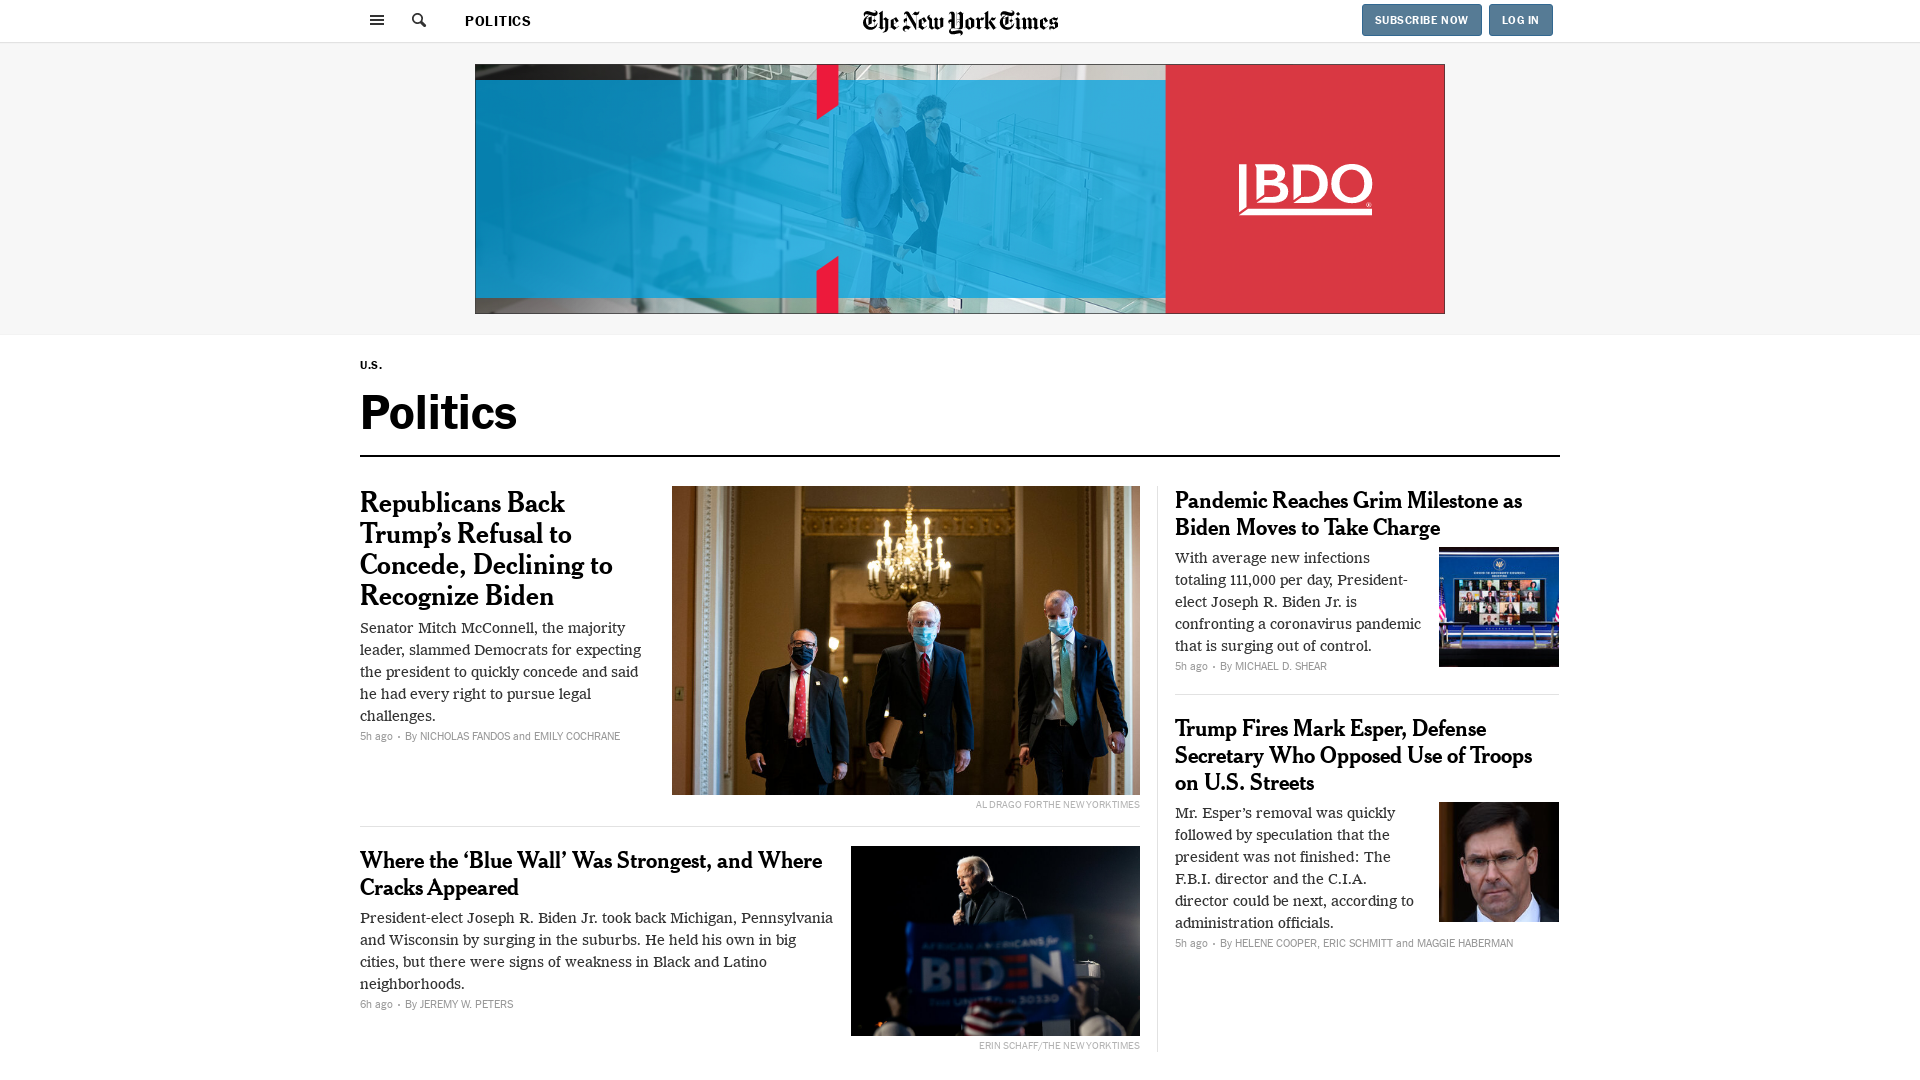 POLITICS
The New York Times
SUBSCRIBE NOW
LOG IN
BDO
U.S.
Politics
Republicans Back
Trump’s Refusal to
Concede, Declining to
Recognize Biden
Senator Mitch McConnell, the majority
leader, slammed Democrats for expecting
the president to quickly concede and said
he had every right to pursue legal
challenges.
5h ago • By NICHOLAS FANDOS and EMILY COCHRANE
AL DRAGO FOR THE NEW YORK TIMES
Where the ‘Blue Wall’ Was Strongest, and Where
Cracks Appeared
President-elect Joseph R. Biden Jr. took back Michigan, Pennsylvania
and Wisconsin by surging in the suburbs. He held his own in big
cities, but there were signs of weakness in Black and Latino
neighborhoods.
6h ago • By JEREMY W. PETERS
AFRICAN AMERICANS for
BIDEN
30330
ERIN SCHAFF/THE NEW YORK TIMES
Pandemic Reaches Grim Milestone as
Biden Moves to Take Charge
With average new infections
totaling 111,000 per day, President-
elect Joseph R. Biden Jr. is
confronting a coronavirus pandemic
that is surging out of control.
5h ago • By MICHAEL D. SHEAR
Trump Fires Mark Esper, Defense
Secretary Who Opposed Use of Troops
on U.S. Streets
Mr. Esper’s removal was quickly
followed by speculation that the
president was not finished: The
F.B.I. director and the C.I.A.
director could be next, according to
administration officials.
5h ago • By HELENE COOPER, ERIC SCHMITT and MAGGIE HABERMAN